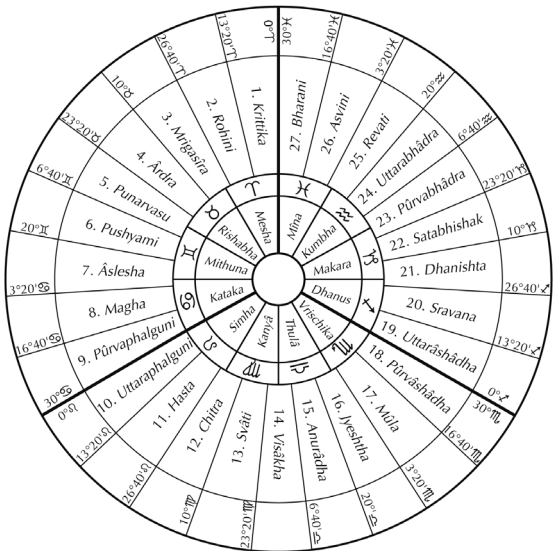 1. Krittika
2. Rohini
3. Mrigasîra
4. Ârdra
5. Punarvasu
6. Pushyami
7. Âslesha
8. Magha
9. Pûrvaphalguni
10. Uttaraphalguni
11. Hasta
12. Chitra
13. Svâti
14. Visâkha
15. Anurâdha
16. Jyeshtha
17. Mûla
18. Pûrvâshâdha
19. Uttarâshâdha
20. Sravana
21. Dhanishta
22. Satabhishak
23. Pûrvabhâdra
24. Uttarabhâdra
25. Revati
26. Asvini
27. Bharani
0°♈
13°20'♈
26°40'♈
10°♉
23°20'♉
6°40'♊
20°♊
3°20'♋
16°40'♋
30°♋
0°♌
13°20'♌
26°40'♌
10°♍
23°20'♍
6°40'♎
20°♎
3°20'♏
16°40'♏
30°♏
0°♐
13°20'♐
26°40'♐
10°♑
23°20'♑
6°40'♒
20°♒
3°20'♓
16°40'♓
30°♓
♈
♉
♊
♋
♌
♍
♎
♏
♐
♑
♒
♓
Mesha
Rishabha
Mithuna
Kataka
Simha
Kanyâ
Thulâ
Vrischika
Dhanus
Makara
Kumbha
Mîna